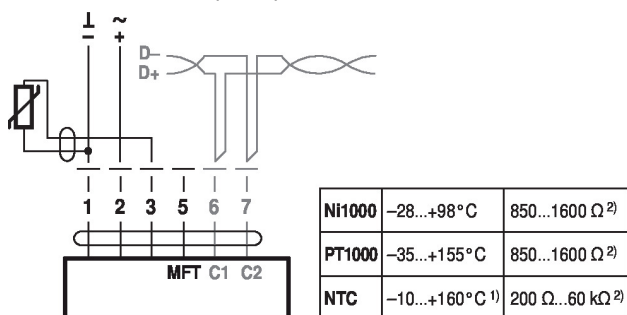 ⊥ ~
– +
D–
D+
1 2 3 5 6 7
MFT C1 C2
Ni1000 –28...+98°C 850...1600 Ω 2)
PT1000 –35...+155°C 850...1600 Ω 2)
NTC –10...+160°C 1) 200 Ω...60 kΩ 2)